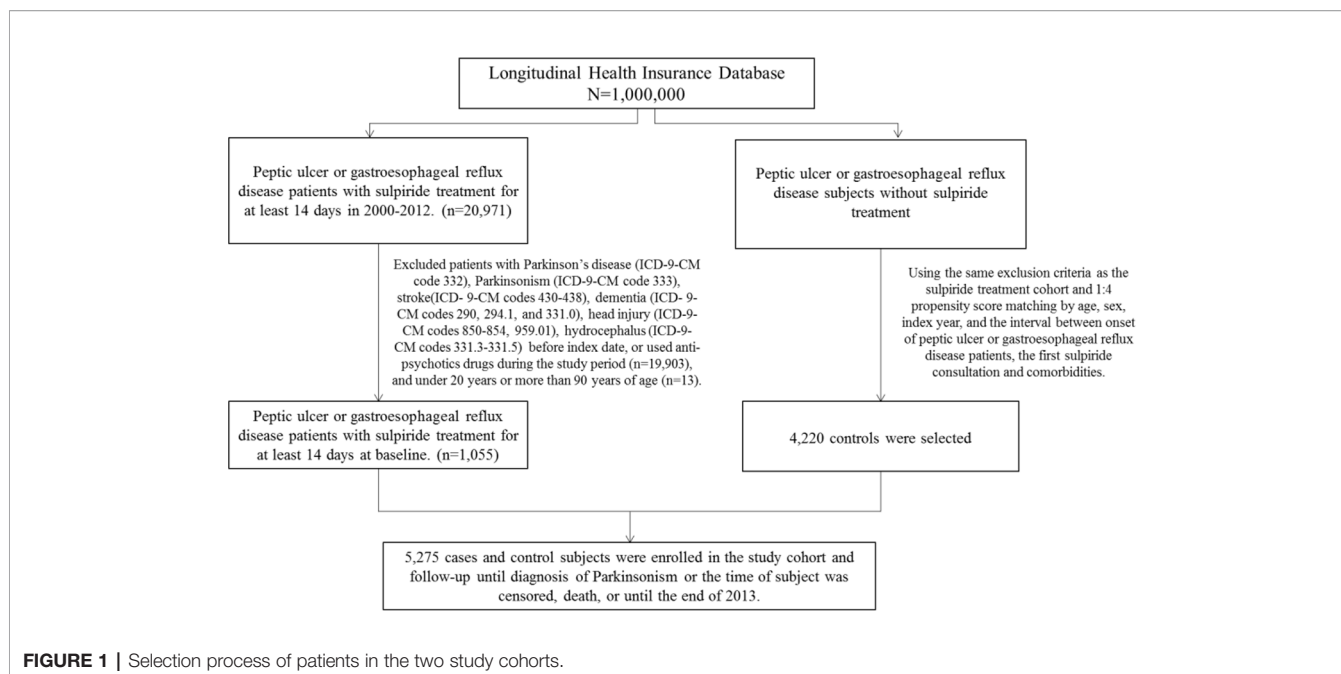 Longitudinal Health Insurance Database
N=1,000,000
Peptic ulcer or gastroesophageal reflux
disease patients with sulpiride treatment for
at least 14 days in 2000-2012. (n=20,971)
Peptic ulcer or gastroesophageal reflux
disease subjects without sulpiride
treatment
Excluded patients with Parkinson's disease (ICD-9-CM
code 332), Parkinsonism (ICD-9-CM code 333),
stroke(ICD- 9-CM codes 430-438), dementia (ICD- 9-
CM codes 290, 294.1, and 331.0), head injury (ICD-9-
CM codes 850-854, 959.01), hydrocephalus (ICD-9-
CM codes 331.3-331.5) before index date, or used anti-
psychotics drugs during the study period (n=19,903),
and under 20 years or more than 90 years of age (n=13).
Using the same exclusion criteria as the
sulpiride treatment cohort and 1:4
propensity score matching by age, sex,
index year, and the interval between onset
of peptic ulcer or gastroesophageal reflux
disease patients, the first sulpiride
consultation and comorbidities.
Peptic ulcer or gastroesophageal reflux
disease patients with sulpiride treatment for
at least 14 days at baseline. (n=1,055)
4,220 controls were selected
5,275 cases and control subjects were enrolled in the study cohort and
follow-up until diagnosis of Parkinsonism or the time of subject was
censored, death, or until the end of 2013.
FIGURE 1 | Selection process of patients in the two study cohorts.